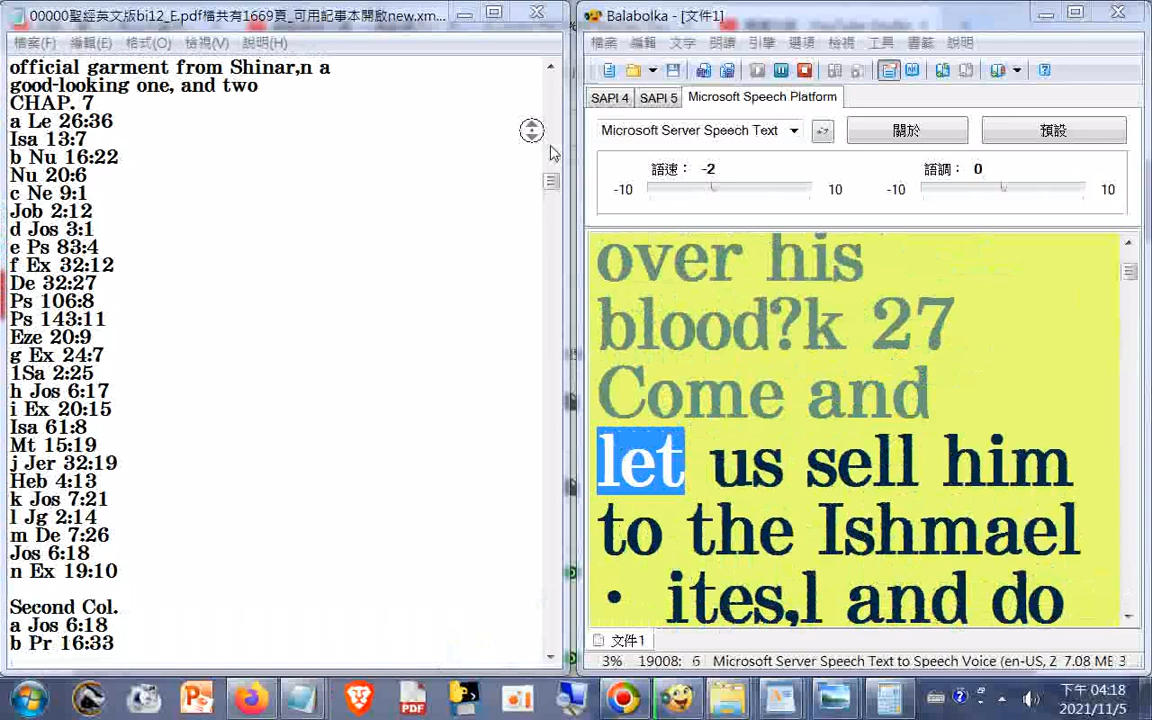 00000聖經英文版bi12_E.pdf檔共有1669頁_可用記事本開啟new.xm...
檔案(F) 編輯(E) 格式(O) 檢視(V) 說明(H)
official garment from Shinar,n a
good-looking one, and two
CHAP. 7
a Le 26:36
Isa 13:7
b Nu 16:22
Nu 20:6
c Ne 9:1
Job 2:12
d Jos 3:1
e Ps 83:4
f Ex 32:12
De 32:27
Ps 106:8
Ps 143:11
Eze 20:9
g Ex 24:7
1Sa 2:25
h Jos 6:17
i Ex 20:15
Isa 61:8
Mt 15:19
j Jer 32:19
Heb 4:13
k Jos 7:21
l Jg 2:14
m De 7:26
Jos 6:18
n Ex 19:10
Second Col.
a Jos 6:18
b Pr 16:33
Balabolka - [文件1]
檔案 編輯 文字 朗讀 引擎 選項 檢視 工具 書籤 說明
SAPI 4 SAPI 5 Microsoft Speech Platform
Microsoft Server Speech Text 關於 預設
語速： -2 語調： 0
-10 10 -10 10
over his
blood?k 27
Come and
let us sell him
to the Ishmael
• ites,l and do
文件1
3% 19008: 6 Microsoft Server Speech Text to Speech Voice (en-US, 2 7.08 ME 3
下午 04:18
2021/11/5